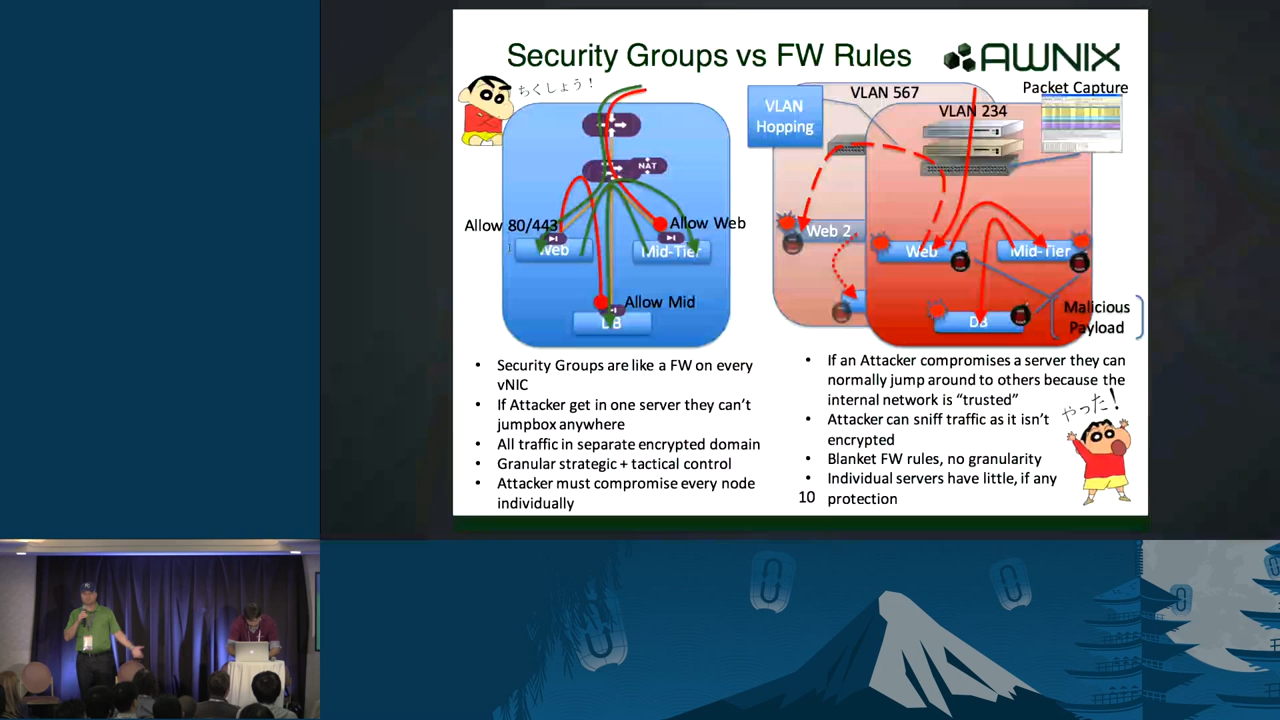 Security Groups vs FW Rules
AWNIX
ちくしょう!
NAT
Allow 80/443
Allow Web
Web
Mid-Tier
Allow Mid
DB
VLAN
Hopping
VLAN 567
VLAN 234
Packet Capture
Web 2
Web
Mid-Tier
DB
Malicious
Payload
• Security Groups are like a FW on every
vNIC
• If Attacker get in one server they can't
jumpbox anywhere
• All traffic in separate encrypted domain
• Granular strategic + tactical control
• Attacker must compromise every node
individually
• If an Attacker compromises a server they can
normally jump around to others because the
internal network is “trusted”
• Attacker can sniff traffic as it isn't
encrypted
• Blanket FW rules, no granularity
• Individual servers have little, if any
protection
やった!
10